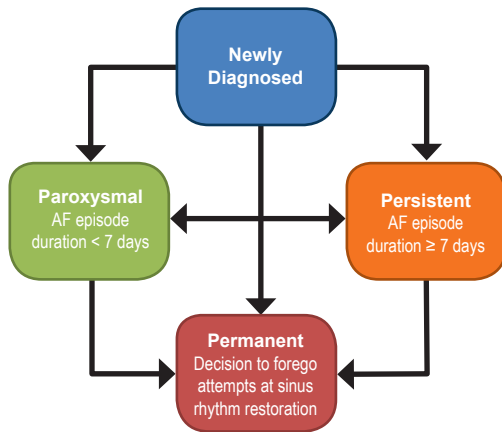 Newly
Diagnosed
Paroxysmal
AF episode
duration < 7 days
Persistent
AF episode
duration ≥ 7 days
Permanent
Decision to forego
attempts at sinus
rhythm restoration